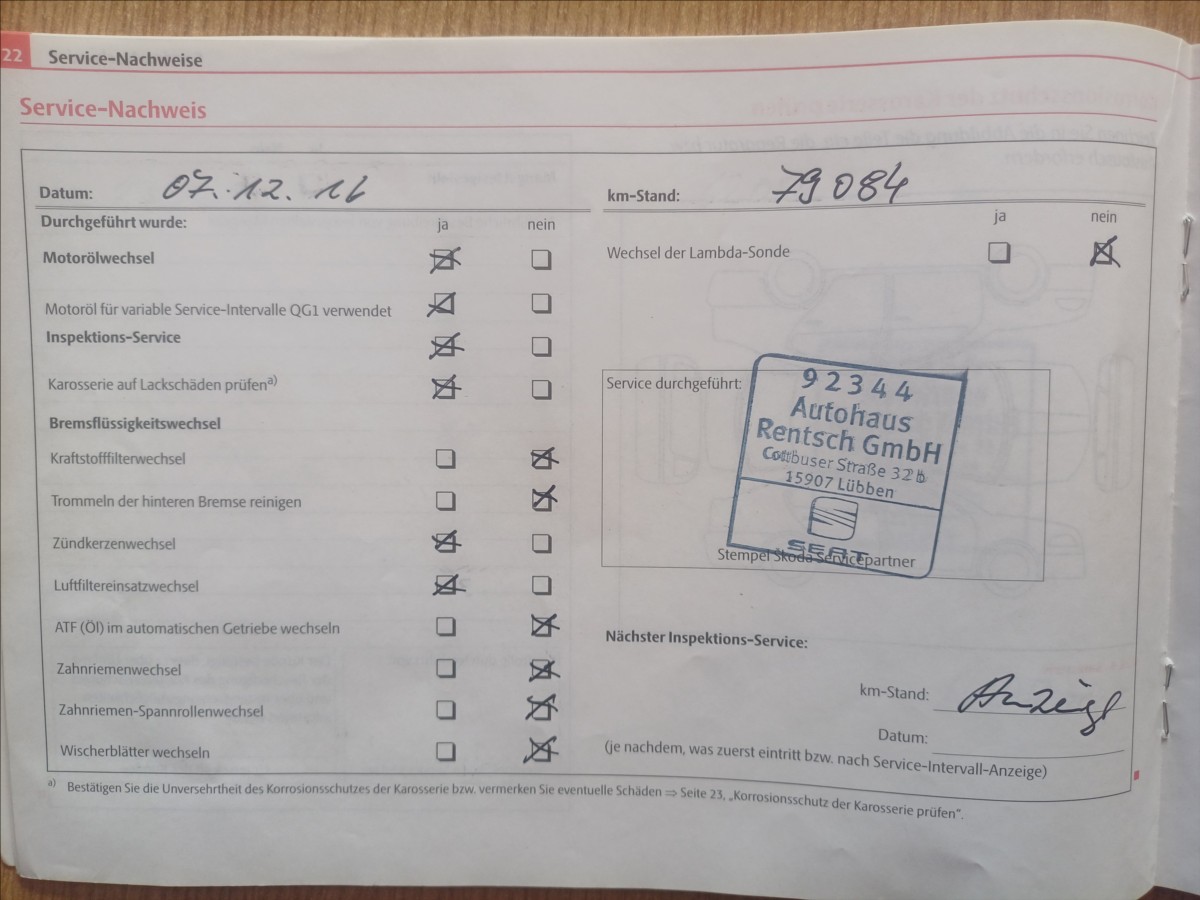 22 Service-Nachweise
Service-Nachweis
Datum: 07.12.16
km-Stand: 79084
Durchgeführt wurde: ja nein
Motorölwechsel
Motoröl für variable Service-Intervalle QG1 verwendet
Inspektions-Service
Karosserie auf Lackschäden prüfen a)
Bremsflüssigkeitswechsel
Kraftstofffilterwechsel
Trommeln der hinteren Bremse reinigen
Zündkerzenwechsel
Luftfiltereinsatzwechsel
ATF (Öl) im automatischen Getriebe wechseln
Zahnriemenwechsel
Zahnriemen-Spannrollenwechsel
Wischerblätter wechseln
ja nein
Wechsel der Lambda-Sonde
Service durchgeführt:
92344
Autohaus
Rentsch GmbH
Cottbuser Straße 32b
15907 Lübben
SEAT
Stempel Škoda Servicepartner
Nächster Inspektions-Service:
km-Stand: Anzeige
Datum:
(je nachdem, was zuerst eintritt bzw. nach Service-Intervall-Anzeige)
a) Bestätigen Sie die Unversehrtheit des Korrosionsschutzes der Karosserie bzw. vermerken Sie eventuelle Schäden ⇒ Seite 23, „Korrosionsschutz der Karosserie prüfen“.